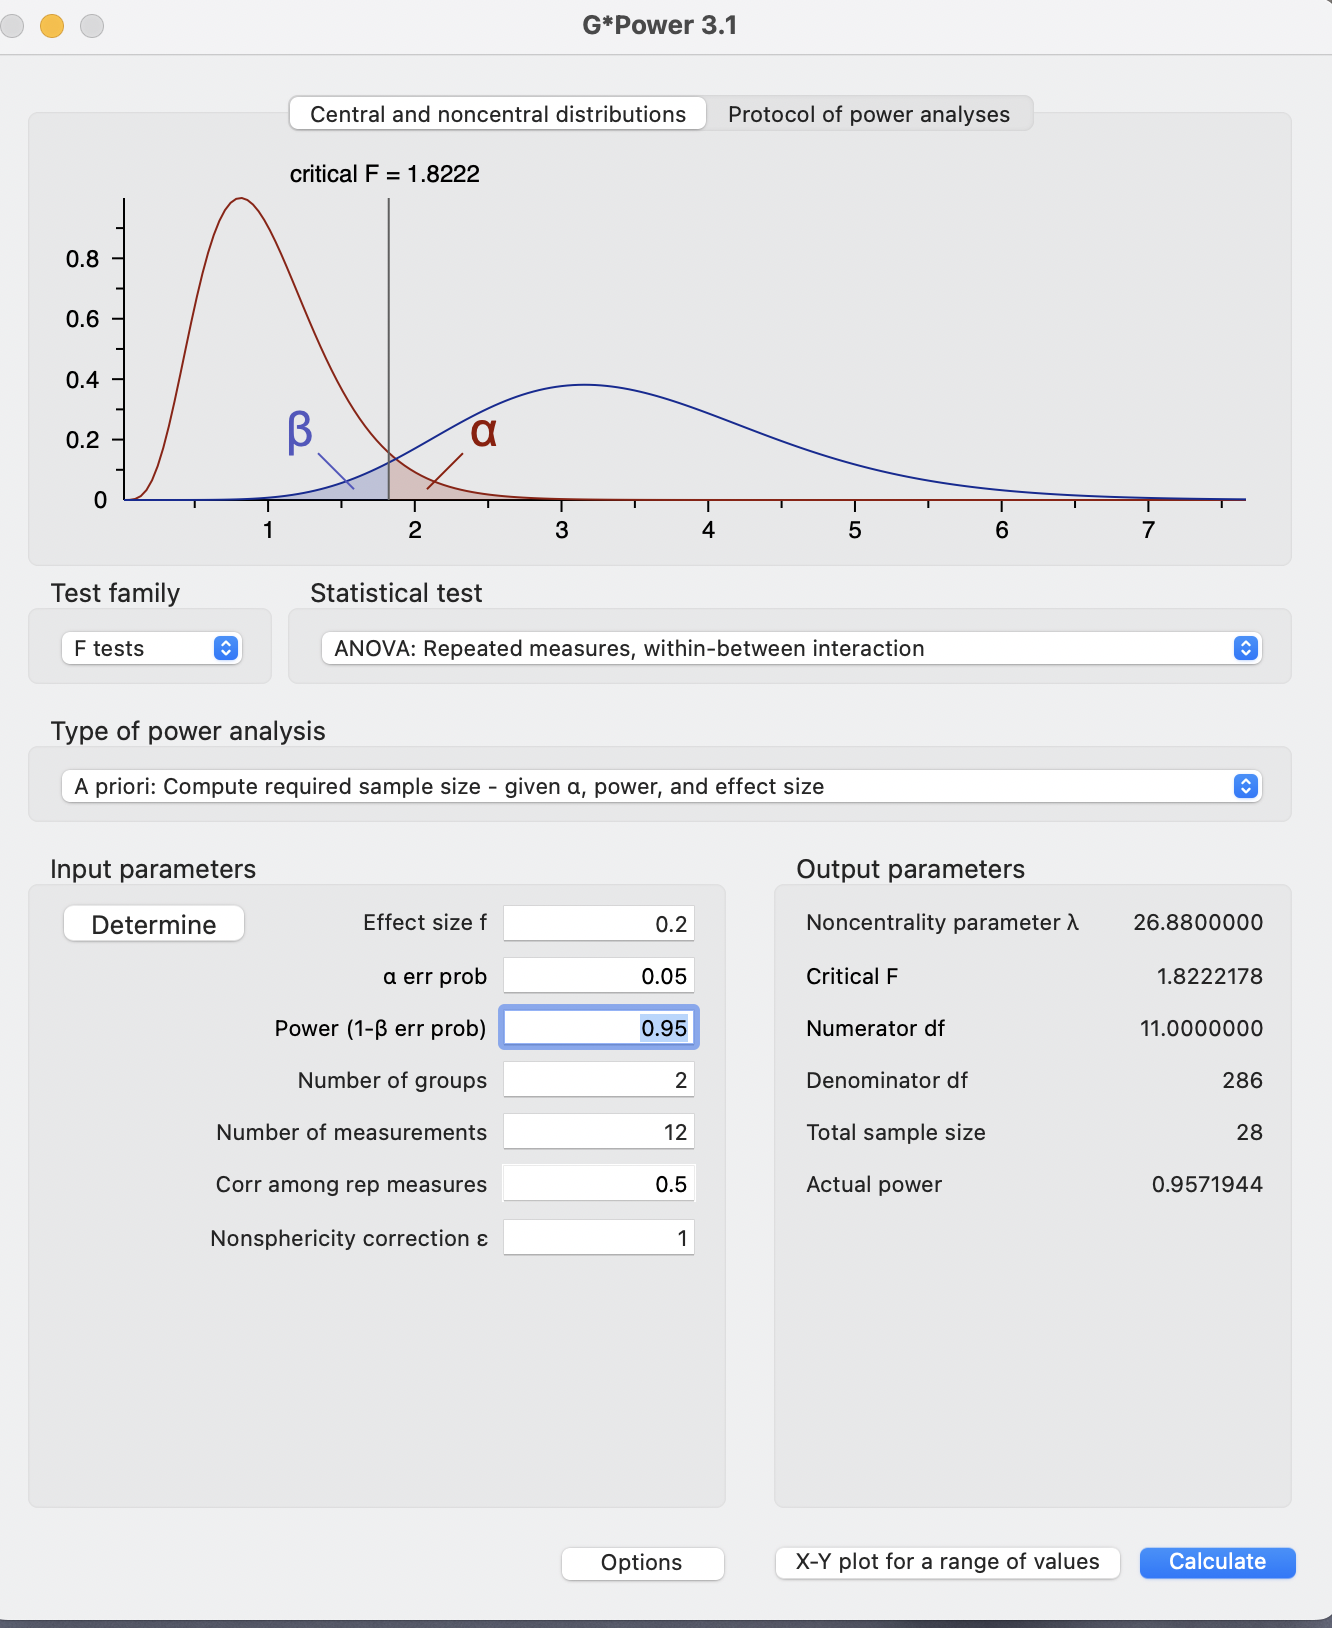 G*Power 3.1
Central and noncentral distributions
Protocol of power analyses
critical F = 1.8222
0.8
0.6
0.4
0.2
0
β
α
1 2 3 4 5 6 7
Test family
Statistical test
F tests
ANOVA: Repeated measures, within-between interaction
Type of power analysis
A priori: Compute required sample size - given α, power, and effect size
Input parameters
Output parameters
Determine
Effect size f 0.2
α err prob 0.05
Power (1-β err prob) 0.95
Number of groups 2
Number of measurements 12
Corr among rep measures 0.5
Nonsphericity correction ε 1
Noncentrality parameter λ 26.8800000
Critical F 1.8222178
Numerator df 11.0000000
Denominator df 286
Total sample size 28
Actual power 0.9571944
Options
X-Y plot for a range of values
Calculate